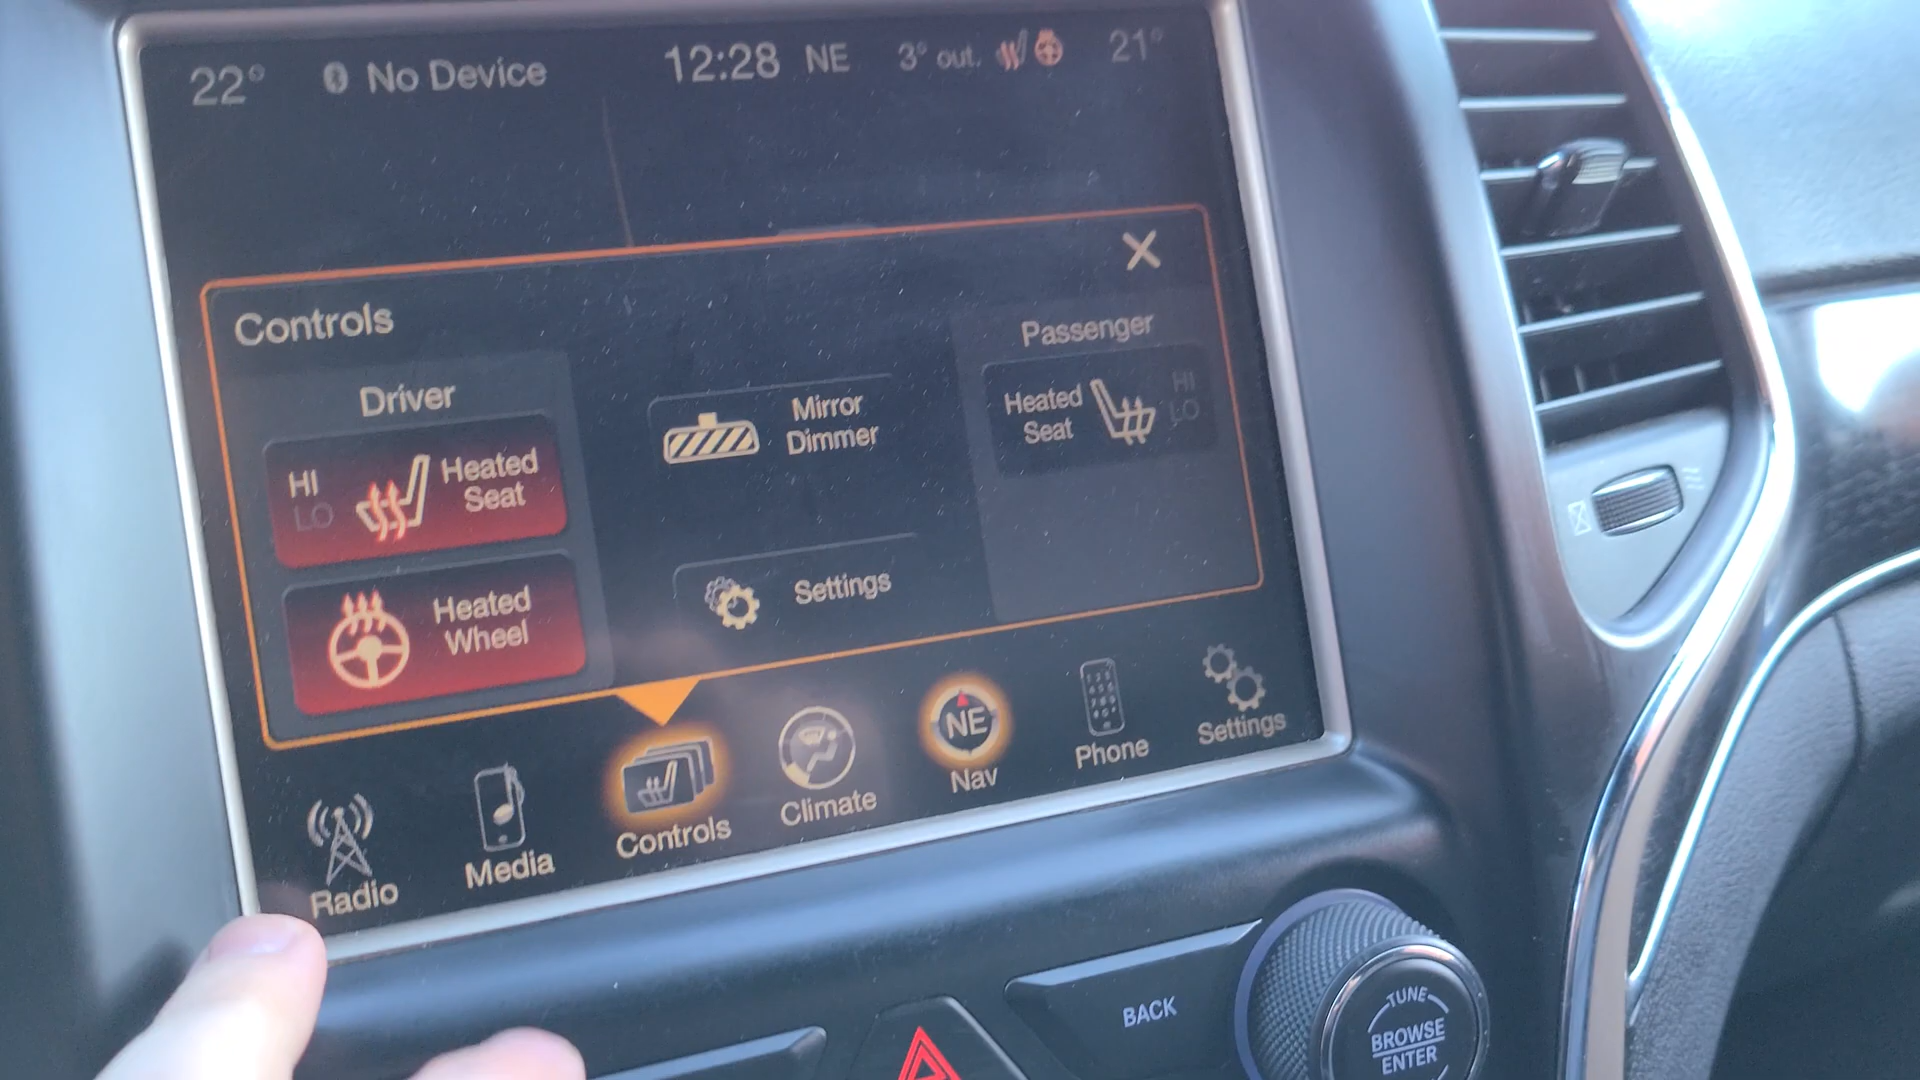 22° No Device 12:28 NE 3° out. 21°
Controls
Driver
Passenger
HI
LO
Heated
Seat
Mirror
Dimmer
Heated
Seat
HI
LO
Heated
Wheel
Settings
Radio
Media
Controls
Climate
NE
Nav
Phone
Settings
BACK
TUNE
BROWSE
ENTER